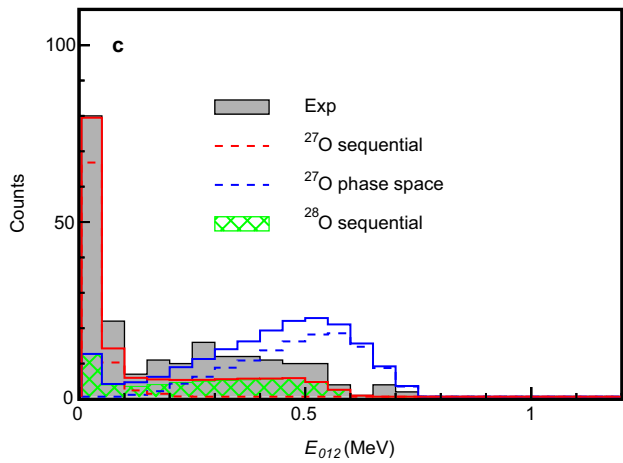 100
c
Exp
²⁷O sequential
²⁷O phase space
²⁸O sequential
Counts
50
0
0
0.5
1
E₀₁₂ (MeV)